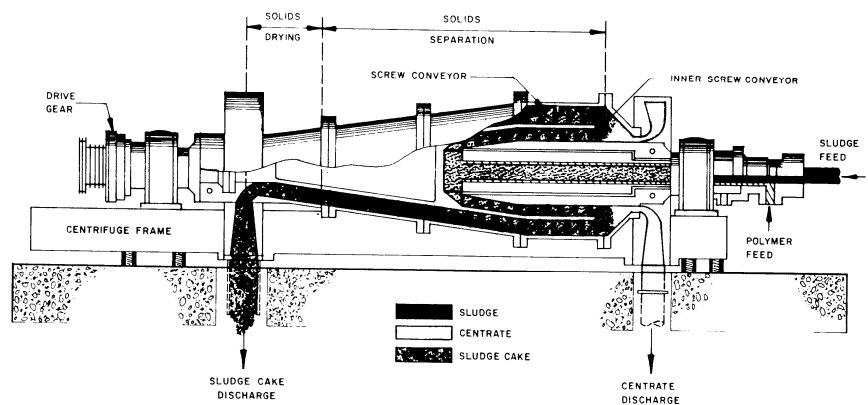 SOLIDS
DRYING
SOLIDS
SEPARATION
SCREW CONVEYOR
INNER SCREW CONVEYOR
DRIVE
GEAR
SLUDGE
FEED
CENTRIFUGE FRAME
POLYMER
FEED
SLUDGE
CENTRATE
SLUDGE CAKE
SLUDGE CAKE
DISCHARGE
CENTRATE
DISCHARGE